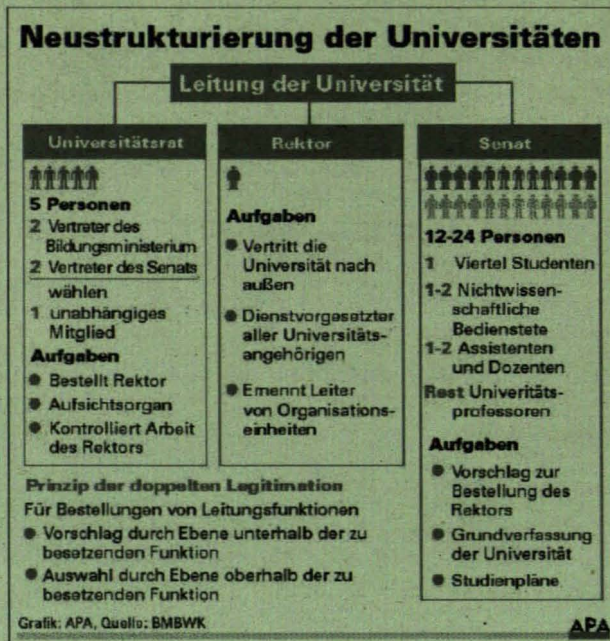 Neustrukturierung der Universitäten
Leitung der Universität
Universitätsrat
5 Personen
2 Vertreter des
Bildungsministerium
2 Vertreter des Senats
wählen
1 unabhängiges
Mitglied
Aufgaben
● Bestellt Rektor
● Aufsichtsorgan
● Kontrolliert Arbeit
des Rektors
Rektor
Aufgaben
● Vertritt die
Universität nach
außen
● Dienstvorgesetzter
aller Universitäts-
angehörigen
● Ernennt Leiter
von Organisations-
einheiten
Senat
12-24 Personen
1 Viertel Studenten
1-2 Nichtwissen-
schaftliche
Bedienstete
1-2 Assistenten
und Dozenten
Rest Univeritäts-
professoren
Aufgaben
● Vorschlag zur
Bestellung des
Rektors
● Grundverfassung
der Universität
● Studienpläne
Prinzip der doppelten Legitimation
Für Bestellungen von Leitungsfunktionen
● Vorschlag durch Ebene unterhalb der zu
besetzenden Funktion
● Auswahl durch Ebene oberhalb der zu
besetzenden Funktion
Grafik: APA, Quelle: BMBWK
APA